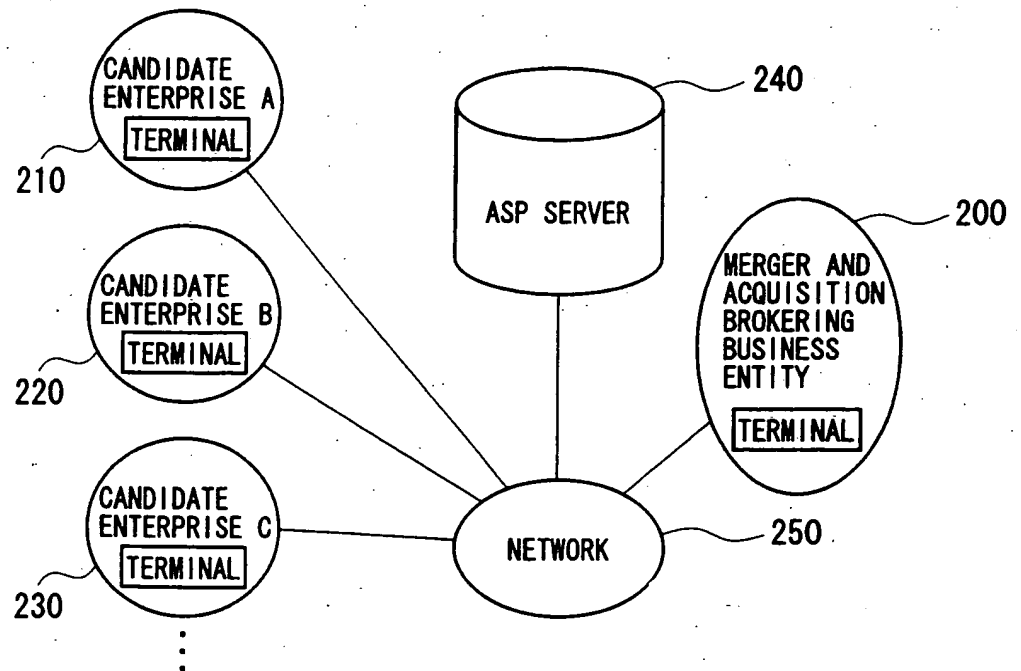 CANDIDATE
ENTERPRISE A
TERMINAL
210
CANDIDATE
ENTERPRISE B
TERMINAL
220
CANDIDATE
ENTERPRISE C
TERMINAL
230
ASP SERVER
240
MERGER AND
ACQUISITION
BROKERING
BUSINESS
ENTITY
TERMINAL
200
NETWORK
250